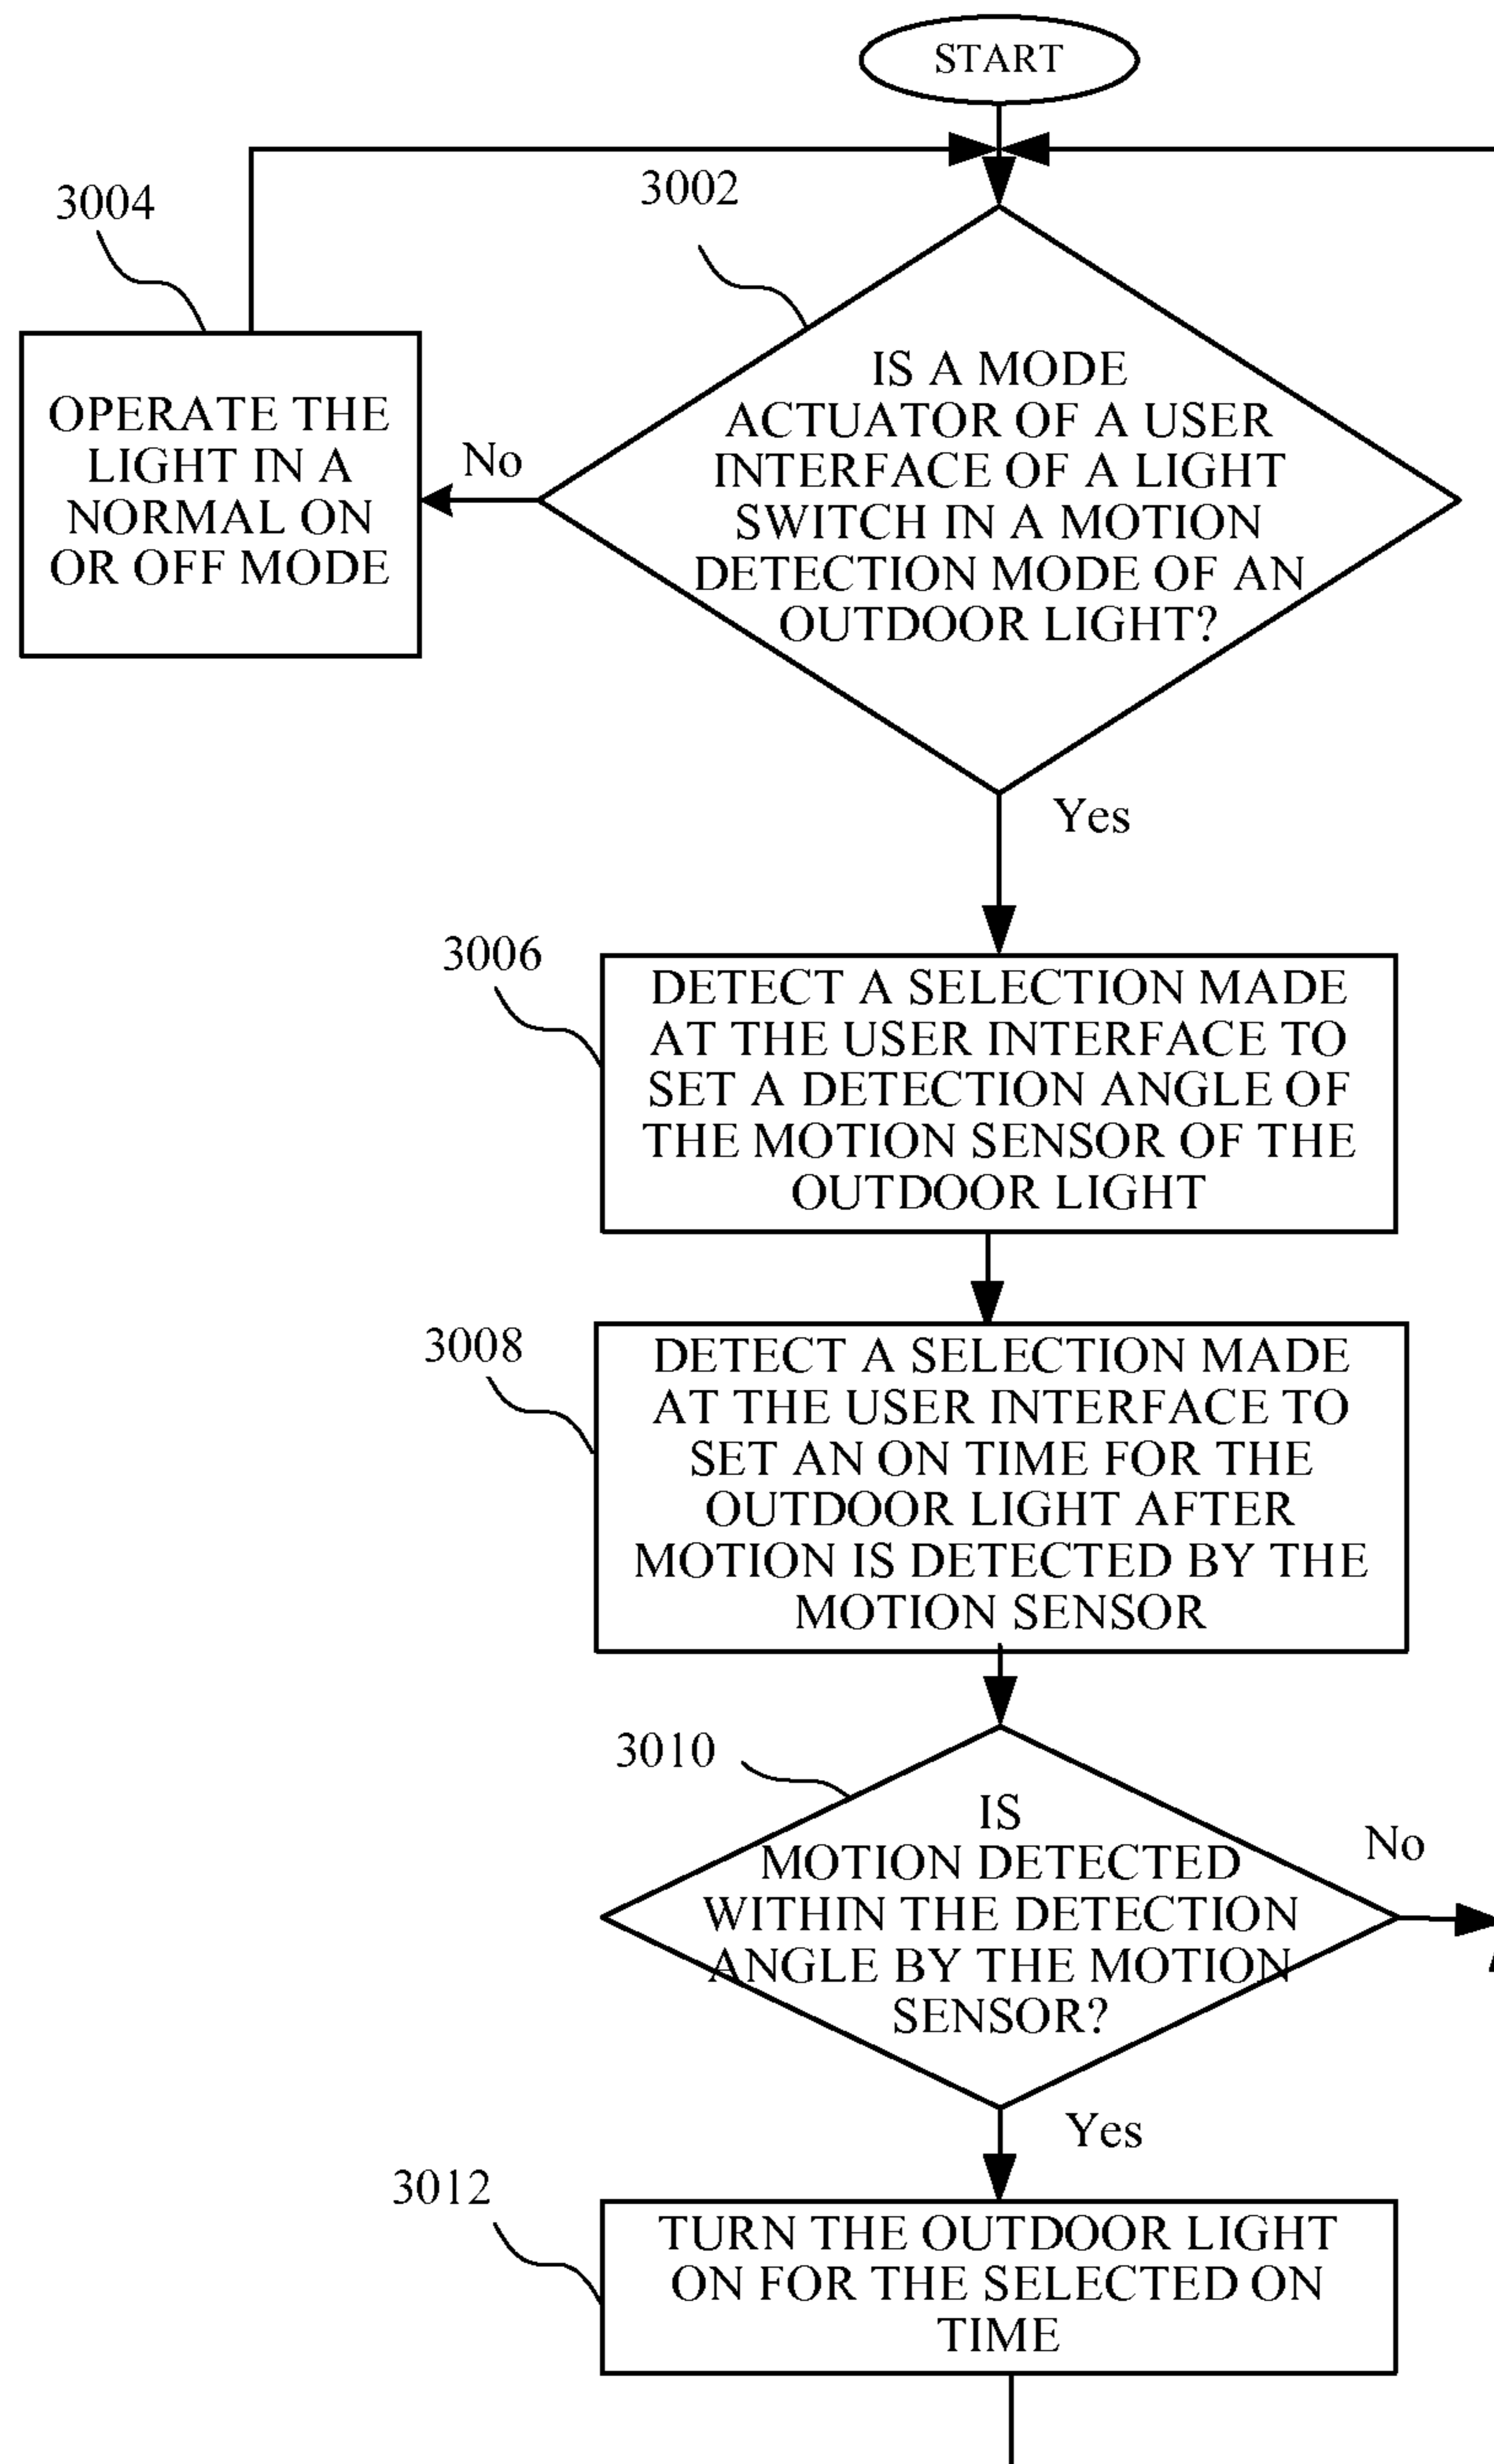 START
3002
3004
IS A MODE
ACTUATOR OF A USER
INTERFACE OF A LIGHT
SWITCH IN A MOTION
DETECTION MODE OF AN
OUTDOOR LIGHT?
No
OPERATE THE
LIGHT IN A
NORMAL ON
OR OFF MODE
Yes
3006
DETECT A SELECTION MADE
AT THE USER INTERFACE TO
SET A DETECTION ANGLE OF
THE MOTION SENSOR OF THE
OUTDOOR LIGHT
3008
DETECT A SELECTION MADE
AT THE USER INTERFACE TO
SET AN ON TIME FOR THE
OUTDOOR LIGHT AFTER
MOTION IS DETECTED BY THE
MOTION SENSOR
3010
IS
MOTION DETECTED
WITHIN THE DETECTION
ANGLE BY THE MOTION
SENSOR?
No
Yes
3012
TURN THE OUTDOOR LIGHT
ON FOR THE SELECTED ON
TIME